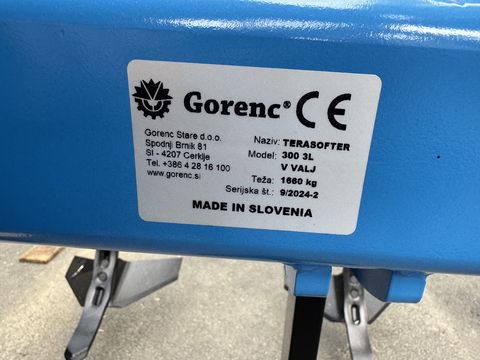 Gorenc® CE
Gorenc Stare d.o.o.
Spodnji Brnik 81
SI - 4207 Cerklje
Tel. +386 4 28 16 100
www.gorenc.si
Naziv: TERASOFTER
Model: 300 3L
V VALJ
Teža: 1660 kg
Serijska št.: 9/2024-2
MADE IN SLOVENIA